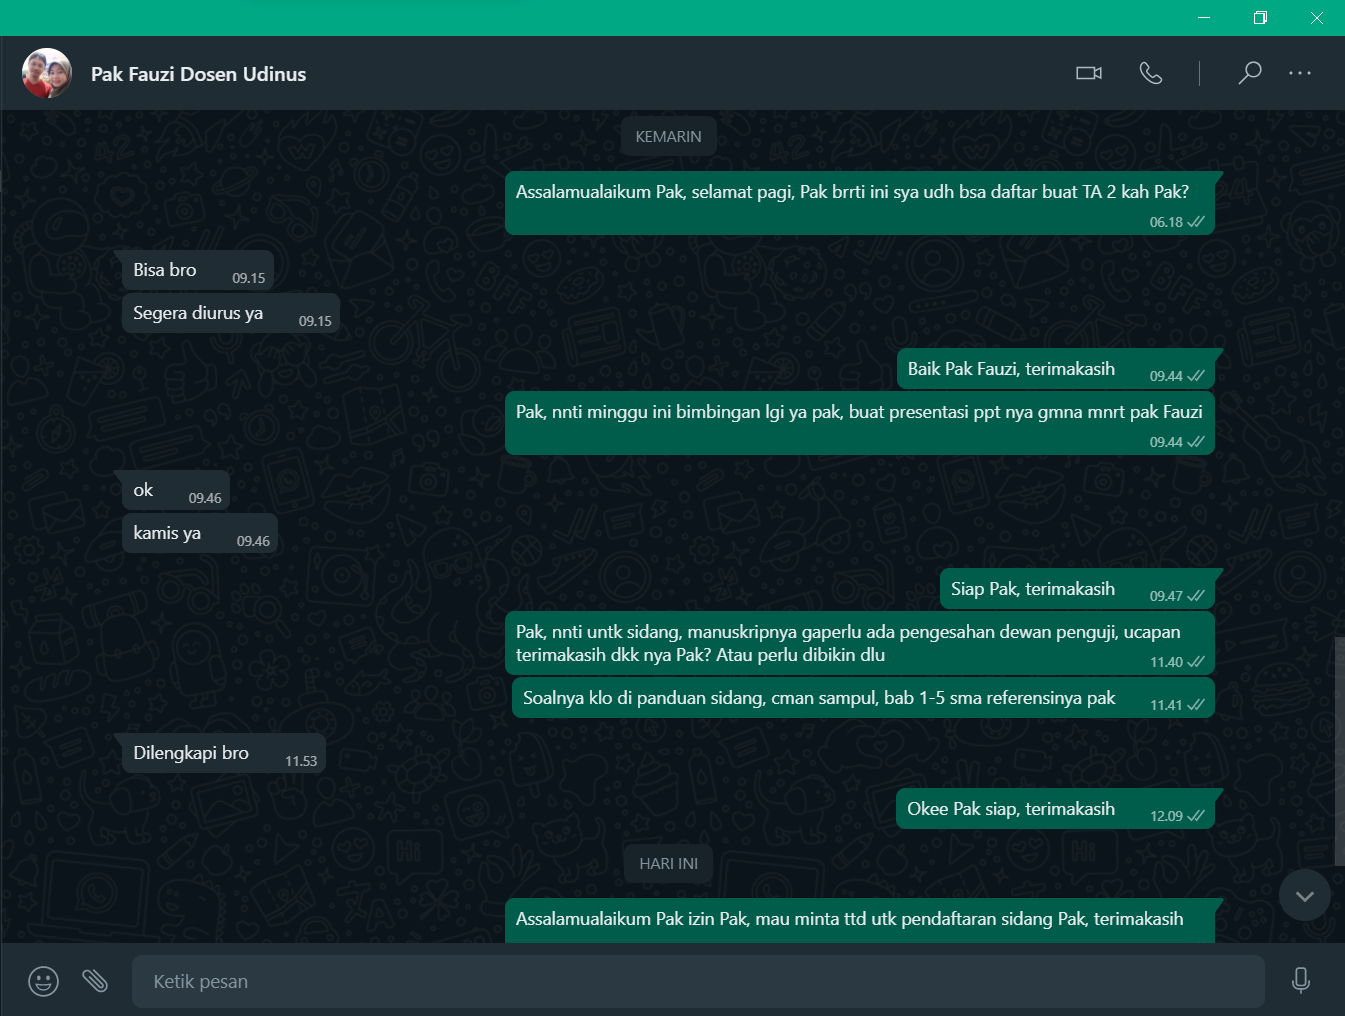 Pak Fauzi Dosen Udinus
KEMARIN
Assalamualaikum Pak, selamat pagi, Pak brrti ini sya udh bsa daftar buat TA 2 kah Pak?
06.18
Bisa bro
09.15
Segera diurus ya
09.15
Baik Pak Fauzi, terimakasih
09.44
Pak, nnti minggu ini bimbingan lgi ya pak, buat presentasi ppt nya gmna mnrt pak Fauzi
09.44
ok
09.46
kamis ya
09.46
Siap Pak, terimakasih
09.47
Pak, nnti untk sidang, manuskripnya gaperlu ada pengesahan dewan penguji, ucapan
terimakasih dkk nya Pak? Atau perlu dibikin dlu
11.40
Soalnya klo di panduan sidang, cman sampul, bab 1-5 sma referensinya pak
11.41
Dilengkapi bro
11.53
Okee Pak siap, terimakasih
12.09
HARI INI
Assalamualaikum Pak izin Pak, mau minta ttd utk pendaftaran sidang Pak, terimakasih
Ketik pesan